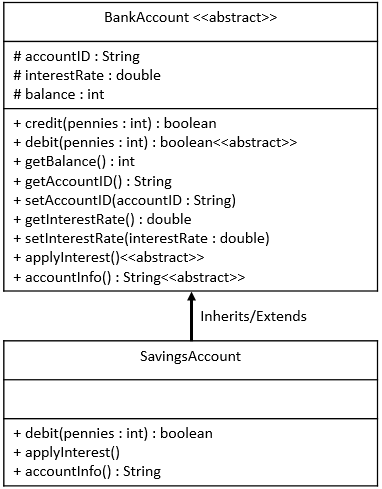 BankAccount <<abstract>>
# accountID : String
# interestRate : double
# balance : int
+ credit(pennies : int) : boolean
+ debit(pennies : int) : boolean<<abstract>>
+ getBalance() : int
+ getAccountID() : String
+ setAccountID(accountID : String)
+ getInterestRate() : double
+ setInterestRate(interestRate : double)
+ applyInterest()<<abstract>>
+ accountInfo() : String<<abstract>>
Inherits/Extends
SavingsAccount
+ debit(pennies : int) : boolean
+ applyInterest()
+ accountInfo() : String